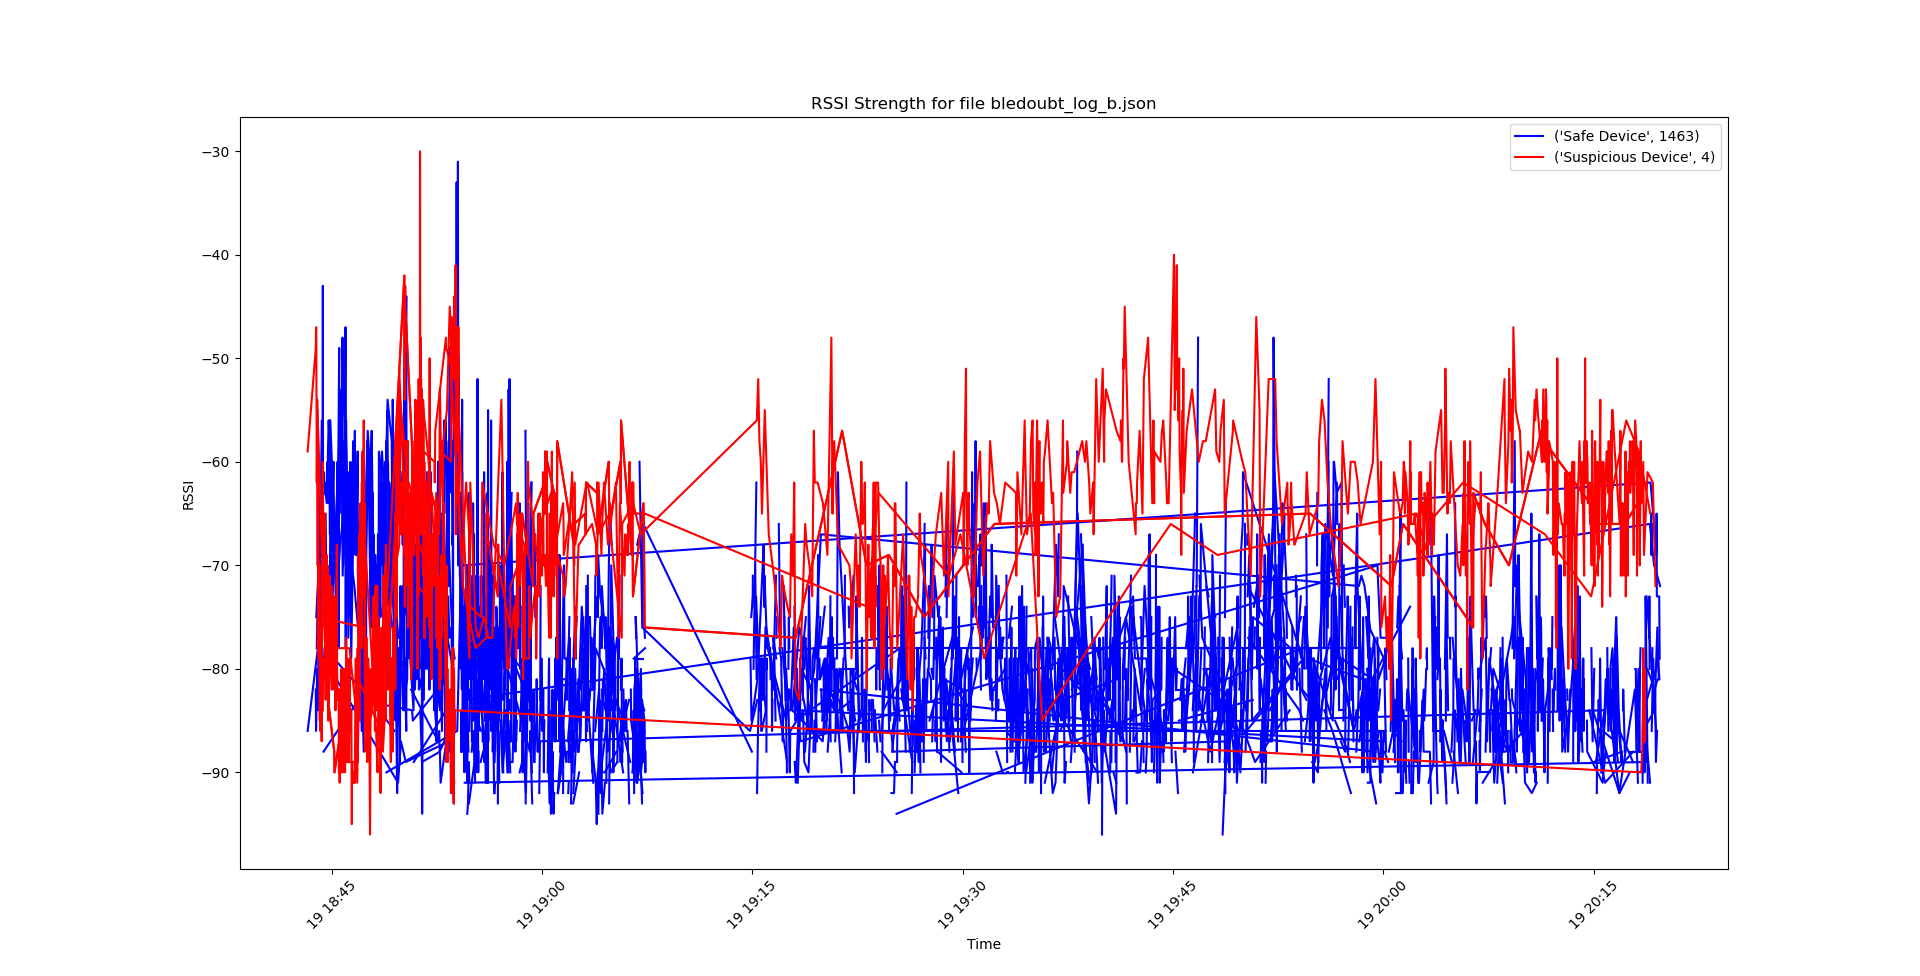 RSSI Strength for file bledoubt_log_b.json
('Safe Device', 1463)
('Suspicious Device', 4)
RSSI
−30
−40
−50
−60
−70
−80
−90
19 18:45
19 19:00
19 19:15
19 19:30
19 19:45
19 20:00
19 20:15
Time